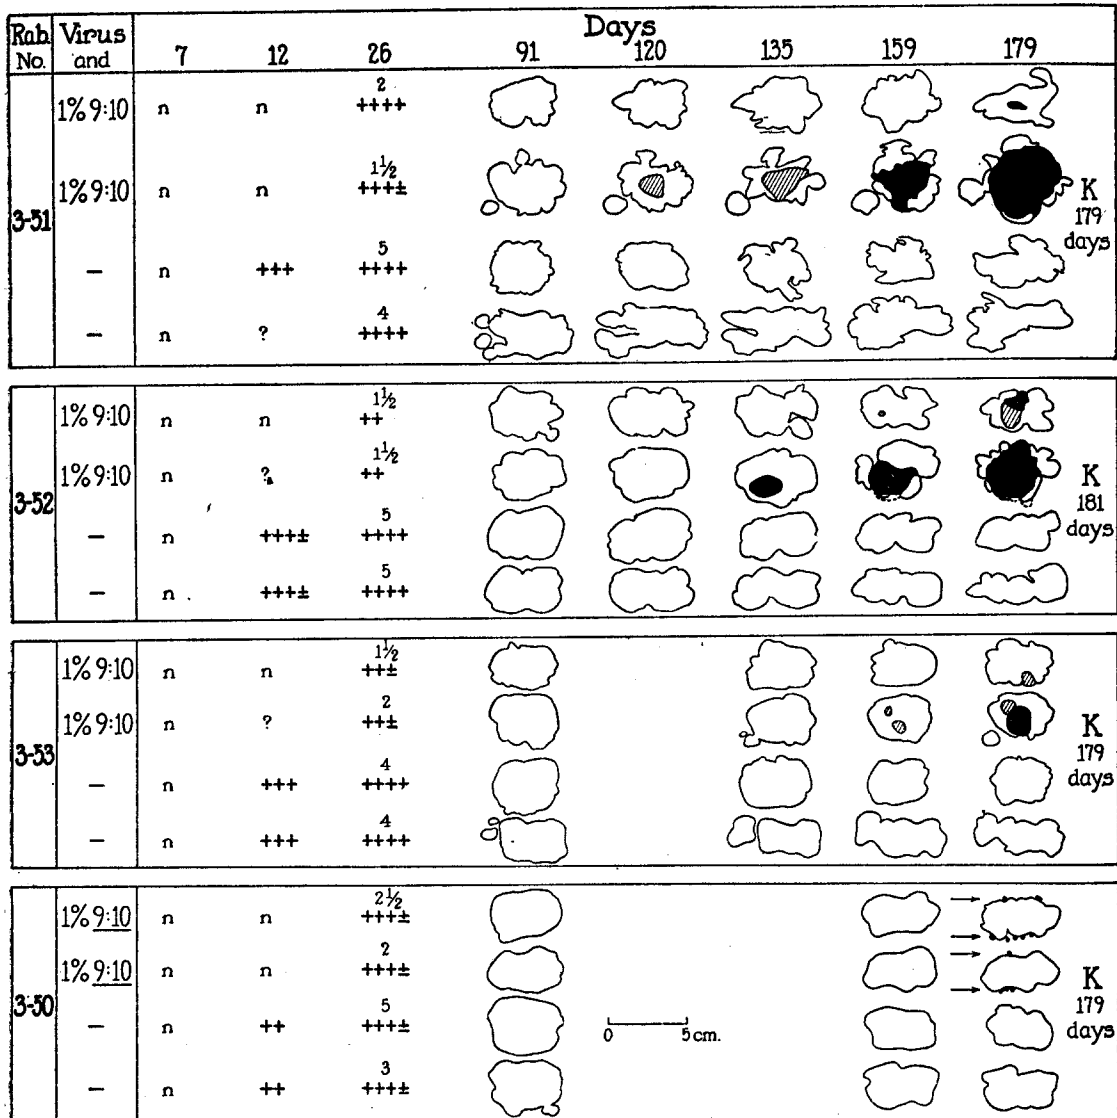 Rab. No. Virus and Days
7 12 26 91 120 135 159 179
3-51
1% 9:10 n n 2 ++++
1% 9:10 n n 1½ +++±
— n +++ 5 ++++
— n ? 4 ++++
K 179 days
3-52
1% 9:10 n n 1½ ++
1% 9:10 n ? 1½ ++
— n +++± 5 ++++
— n +++± 5 ++++
K 181 days
3-53
1% 9:10 n n 1½ ++±
1% 9:10 n ? 2 ++±
— n +++ 4 ++++
— n +++ 4 ++++
K 179 days
3-50
1% 9:10 n n 2½ +++±
1% 9:10 n n 2 +++±
— n ++ 5 +++±
— n ++ 3 +++±
K 179 days
0 5 cm.